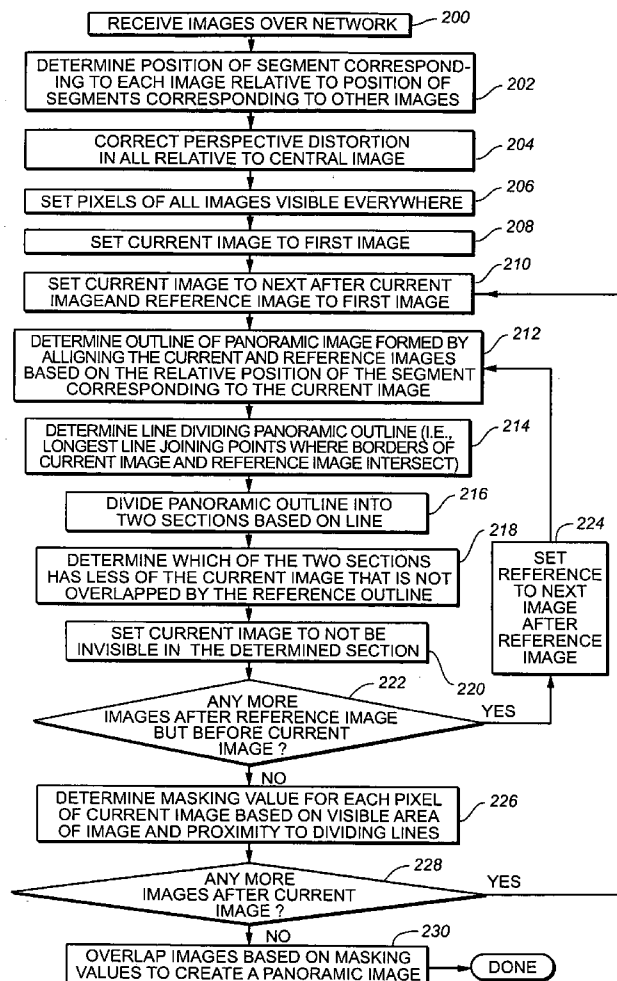 RECEIVE IMAGES OVER NETWORK
200
DETERMINE POSITION OF SEGMENT CORRESPOND-
ING TO EACH IMAGE RELATIVE TO POSITION OF
SEGMENTS CORRESPONDING TO OTHER IMAGES
202
CORRECT PERSPECTIVE DISTORTION
IN ALL RELATIVE TO CENTRAL IMAGE
204
SET PIXELS OF ALL IMAGES VISIBLE EVERYWHERE
206
SET CURRENT IMAGE TO FIRST IMAGE
208
SET CURRENT IMAGE TO NEXT AFTER CURRENT
IMAGEAND REFERENCE IMAGE TO FIRST IMAGE
210
DETERMINE OUTLINE OF PANORAMIC IMAGE FORMED BY
ALLIGNING THE CURRENT AND REFERENCE IMAGES
BASED ON THE RELATIVE POSITION OF THE SEGMENT
CORRESPONDING TO THE CURRENT IMAGE
212
DETERMINE LINE DIVIDING PANORAMIC OUTLINE (I.E.,
LONGEST LINE JOINING POINTS WHERE BORDERS OF
CURRENT IMAGE AND REFERENCE IMAGE INTERSECT)
214
DIVIDE PANORAMIC OUTLINE INTO
TWO SECTIONS BASED ON LINE
216
DETERMINE WHICH OF THE TWO SECTIONS
HAS LESS OF THE CURRENT IMAGE THAT IS NOT
OVERLAPPED BY THE REFERENCE OUTLINE
218
SET CURRENT IMAGE TO NOT BE
INVISIBLE IN THE DETERMINED SECTION
220
224
SET
REFERENCE
TO NEXT
IMAGE
AFTER
REFERENCE
IMAGE
222
ANY MORE
IMAGES AFTER REFERENCE IMAGE
BUT BEFORE CURRENT
IMAGE ?
YES
NO
DETERMINE MASKING VALUE FOR EACH PIXEL
OF CURRENT IMAGE BASED ON VISIBLE AREA
OF IMAGE AND PROXIMITY TO DIVIDING LINES
226
228
ANY MORE
IMAGES AFTER CURRENT
IMAGE ?
YES
NO
230
OVERLAP IMAGES BASED ON MASKING
VALUES TO CREATE A PANORAMIC IMAGE
DONE